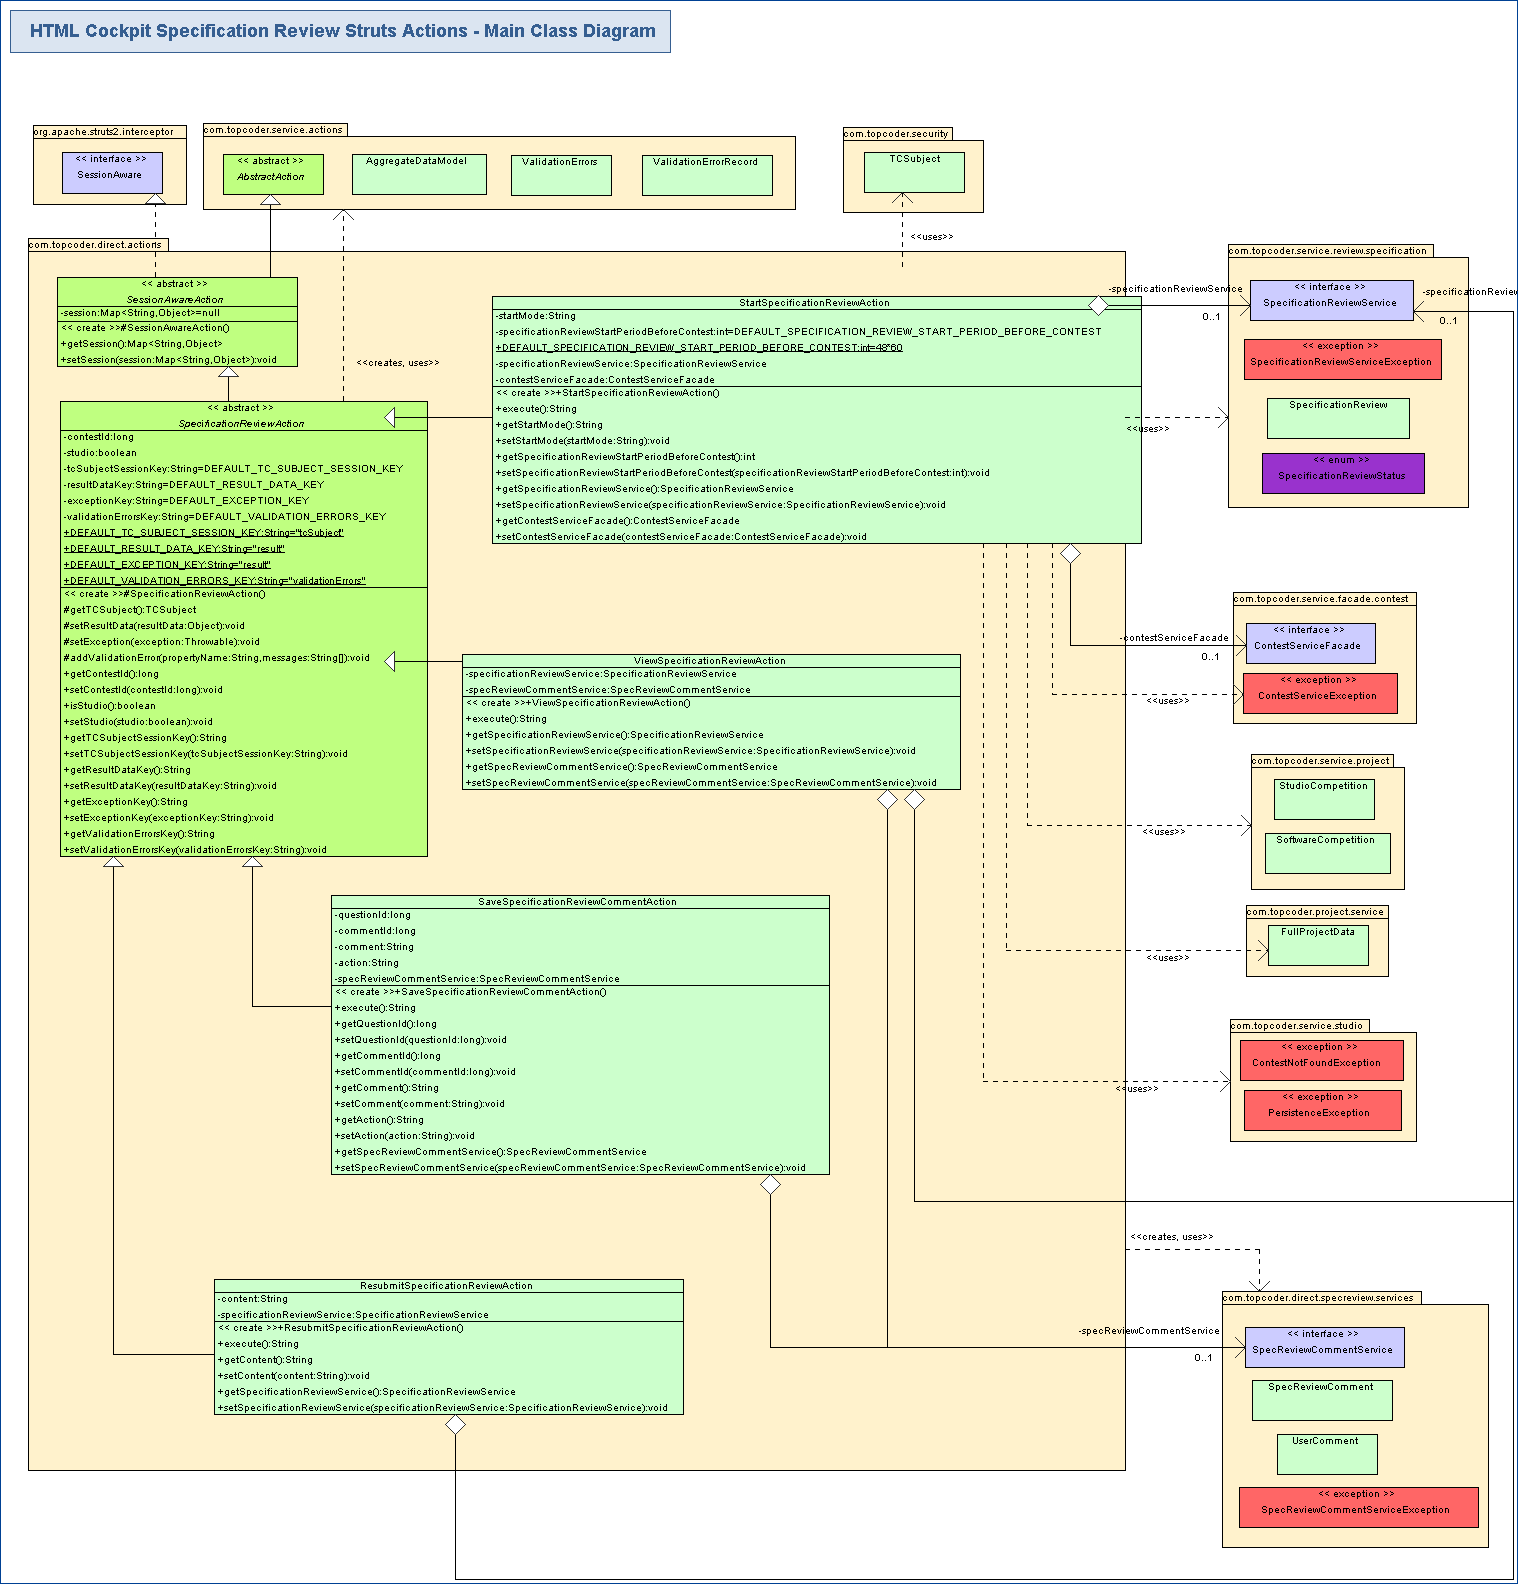 HTML Cockpit Specification Review Struts Actions - Main Class Diagram
org.apache.struts2.interceptor
<< interface >>
SessionAware
com.topcoder.service.actions
<< abstract >>
AbstractAction
AggregateDataModel
ValidationErrors
ValidationErrorRecord
com.topcoder.security
TCSubject
<<uses>>
com.topcoder.direct.actions
<< abstract >>
SessionAwareAction
-session:Map<String,Object>=null
<< create >>#SessionAwareAction()
+getSession():Map<String,Object>
+setSession(session:Map<String,Object>):void
<<creates, uses>>
<< abstract >>
SpecificationReviewAction
-contestId:long
-studio:boolean
-tcSubjectSessionKey:String=DEFAULT_TC_SUBJECT_SESSION_KEY
-resultDataKey:String=DEFAULT_RESULT_DATA_KEY
-exceptionKey:String=DEFAULT_EXCEPTION_KEY
-validationErrorsKey:String=DEFAULT_VALIDATION_ERRORS_KEY
+DEFAULT_TC_SUBJECT_SESSION_KEY:String="tcSubject"
+DEFAULT_RESULT_DATA_KEY:String="result"
+DEFAULT_EXCEPTION_KEY:String="result"
+DEFAULT_VALIDATION_ERRORS_KEY:String="validationErrors"
<< create >>#SpecificationReviewAction()
#getTCSubject():TCSubject
#setResultData(resultData:Object):void
#setException(exception:Throwable):void
#addValidationError(propertyName:String,messages:String[]):void
+getContestId():long
+setContestId(contestId:long):void
+isStudio():boolean
+setStudio(studio:boolean):void
+getTCSubjectSessionKey():String
+setTCSubjectSessionKey(tcSubjectSessionKey:String):void
+getResultDataKey():String
+setResultDataKey(resultDataKey:String):void
+getExceptionKey():String
+setExceptionKey(exceptionKey:String):void
+getValidationErrorsKey():String
+setValidationErrorsKey(validationErrorsKey:String):void
StartSpecificationReviewAction
-startMode:String
-specificationReviewStartPeriodBeforeContest:int=DEFAULT_SPECIFICATION_REVIEW_START_PERIOD_BEFORE_CONTEST
+DEFAULT_SPECIFICATION_REVIEW_START_PERIOD_BEFORE_CONTEST:int=48*60
-specificationReviewService:SpecificationReviewService
-contestServiceFacade:ContestServiceFacade
<< create >>+StartSpecificationReviewAction()
+execute():String
+getStartMode():String
+setStartMode(startMode:String):void
+getSpecificationReviewStartPeriodBeforeContest():int
+setSpecificationReviewStartPeriodBeforeContest(specificationReviewStartPeriodBeforeContest:int):void
+getSpecificationReviewService():SpecificationReviewService
+setSpecificationReviewService(specificationReviewService:SpecificationReviewService):void
+getContestServiceFacade():ContestServiceFacade
+setContestServiceFacade(contestServiceFacade:ContestServiceFacade):void
-specificationReviewService
0..1
com.topcoder.service.review.specification
<< interface >>
SpecificationReviewService
-specificationReview
0..1
<< exception >>
SpecificationReviewServiceException
SpecificationReview
<< enum >>
SpecificationReviewStatus
<<uses>>
ViewSpecificationReviewAction
-specificationReviewService:SpecificationReviewService
-specReviewCommentService:SpecReviewCommentService
<< create >>+ViewSpecificationReviewAction()
+execute():String
+getSpecificationReviewService():SpecificationReviewService
+setSpecificationReviewService(specificationReviewService:SpecificationReviewService):void
+getSpecReviewCommentService():SpecReviewCommentService
+setSpecReviewCommentService(specReviewCommentService:SpecReviewCommentService):void
com.topcoder.service.facade.contest
<< interface >>
ContestServiceFacade
<< exception >>
ContestServiceException
-contestServiceFacade
0..1
<<uses>>
com.topcoder.service.project
StudioCompetition
SoftwareCompetition
<<uses>>
com.topcoder.project.service
FullProjectData
<<uses>>
com.topcoder.service.studio
<< exception >>
ContestNotFoundException
<< exception >>
PersistenceException
<<uses>>
SaveSpecificationReviewCommentAction
-questionId:long
-commentId:long
-comment:String
-action:String
-specReviewCommentService:SpecReviewCommentService
<< create >>+SaveSpecificationReviewCommentAction()
+execute():String
+getQuestionId():long
+setQuestionId(questionId:long):void
+getCommentId():long
+setCommentId(commentId:long):void
+getComment():String
+setComment(comment:String):void
+getAction():String
+setAction(action:String):void
+getSpecReviewCommentService():SpecReviewCommentService
+setSpecReviewCommentService(specReviewCommentService:SpecReviewCommentService):void
<<creates, uses>>
ResubmitSpecificationReviewAction
-content:String
-specificationReviewService:SpecificationReviewService
<< create >>+ResubmitSpecificationReviewAction()
+execute():String
+getContent():String
+setContent(content:String):void
+getSpecificationReviewService():SpecificationReviewService
+setSpecificationReviewService(specificationReviewService:SpecificationReviewService):void
com.topcoder.direct.specreview.services
-specReviewCommentService
0..1
<< interface >>
SpecReviewCommentService
SpecReviewComment
UserComment
<< exception >>
SpecReviewCommentServiceException